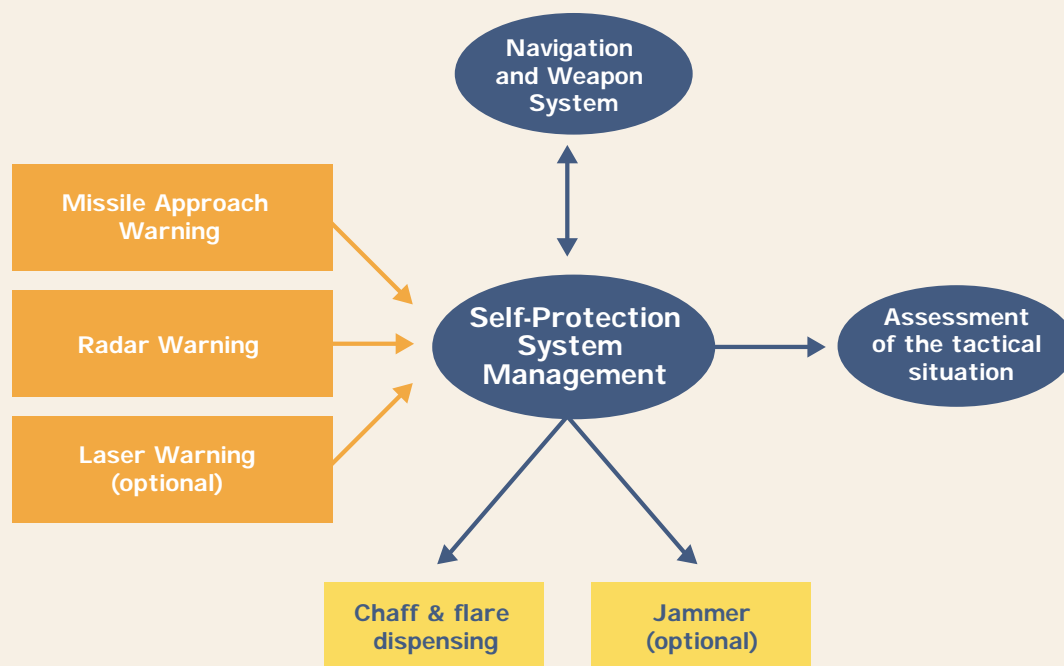 Navigation
and Weapon
System
Missile Approach
Warning
Radar Warning
Laser Warning
(optional)
Self-Protection
System
Management
Assessment
of the tactical
situation
Chaff & flare
dispensing
Jammer
(optional)